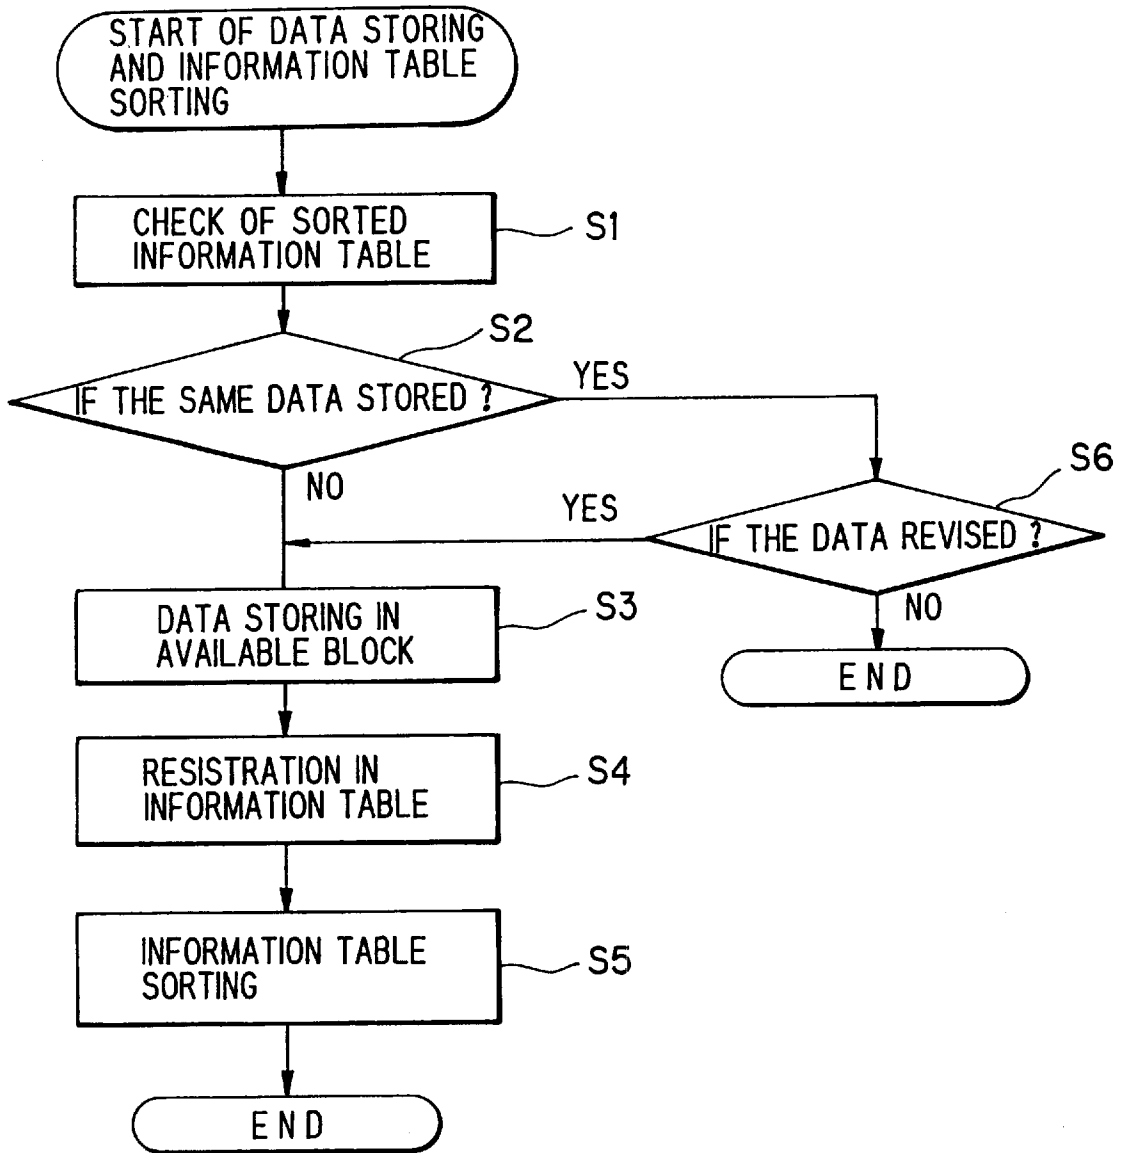 START OF DATA STORING
AND INFORMATION TABLE
SORTING
CHECK OF SORTED
INFORMATION TABLE
S1
S2
IF THE SAME DATA STORED ?
YES
NO
S6
YES
IF THE DATA REVISED ?
NO
END
DATA STORING IN
AVAILABLE BLOCK
S3
RESISTRATION IN
INFORMATION TABLE
S4
INFORMATION TABLE
SORTING
S5
END